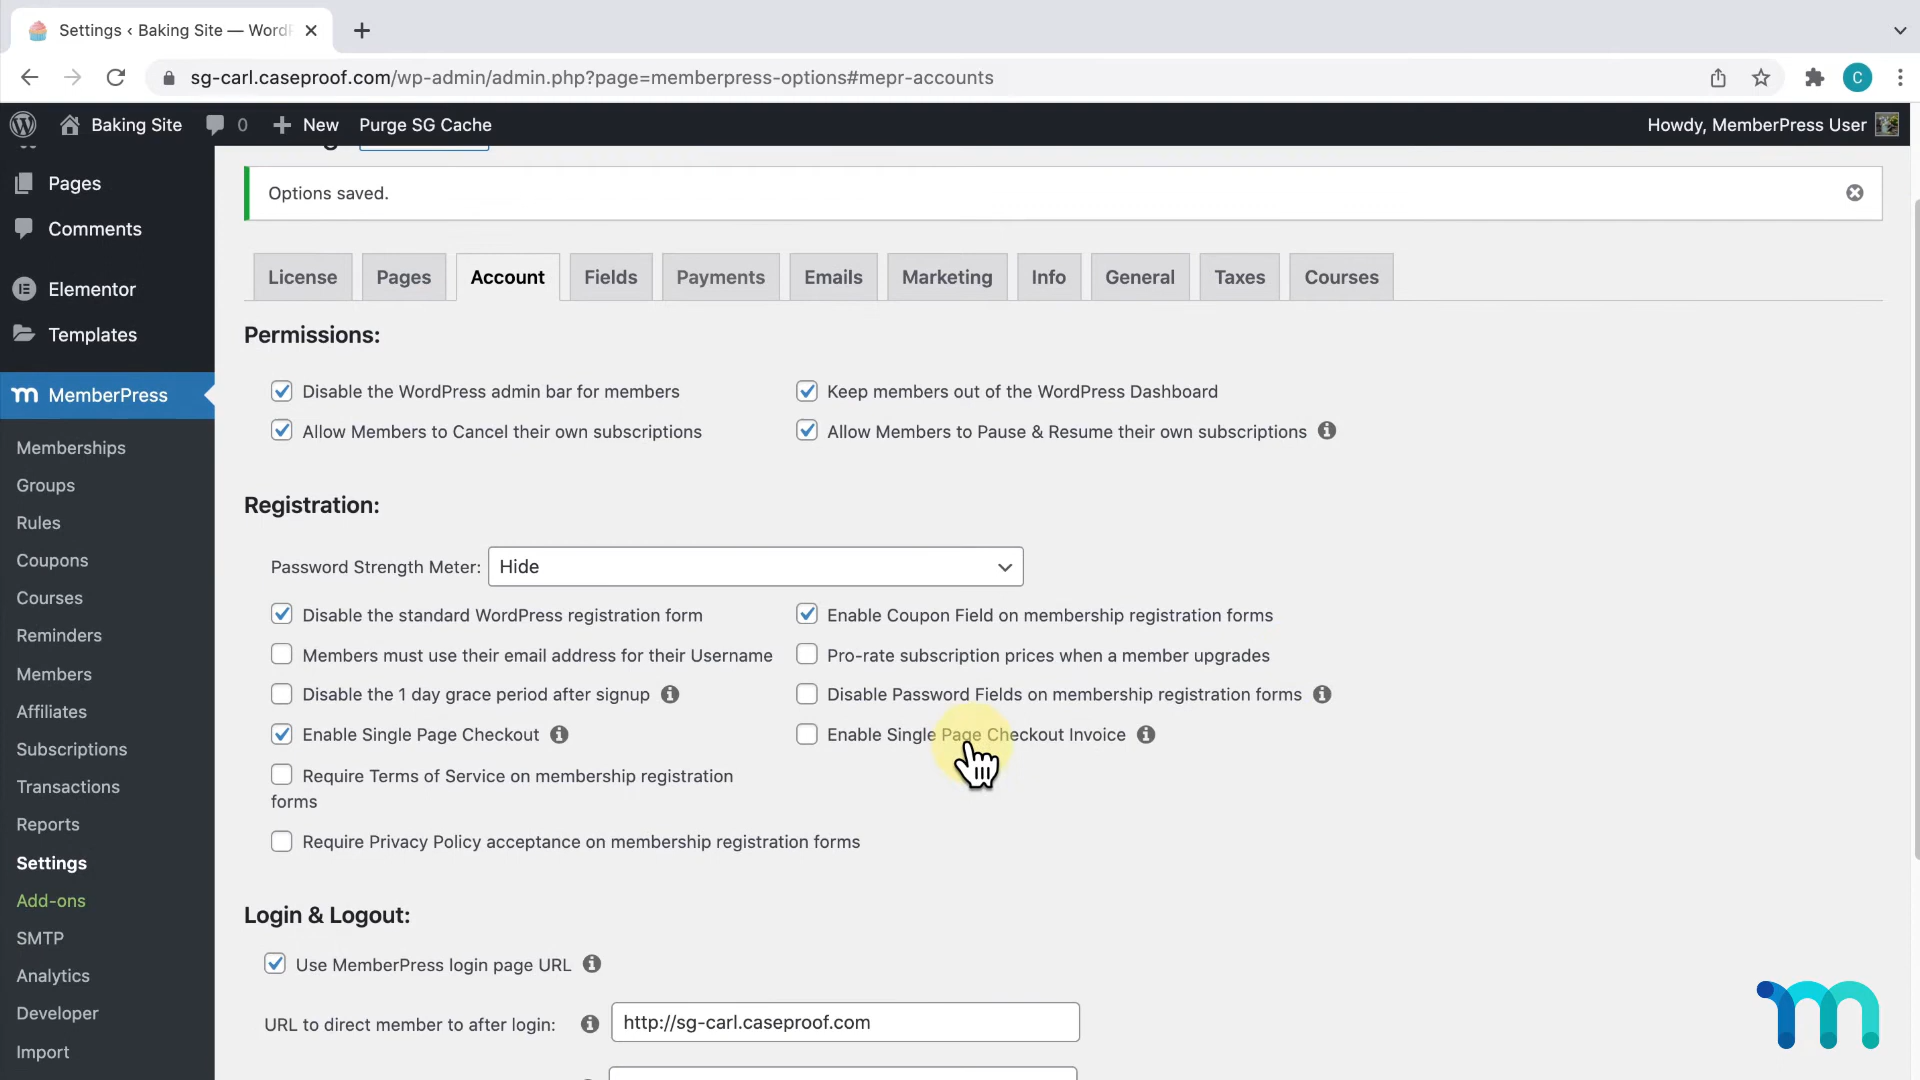 Settings ‹ Baking Site — WordP
sg-carl.caseproof.com/wp-admin/admin.php?page=memberpress-options#mepr-accounts
C
Baking Site 0 New Purge SG Cache Howdy, MemberPress User
Pages
Comments
Elementor
Templates
MemberPress
Memberships
Groups
Rules
Coupons
Courses
Reminders
Members
Affiliates
Subscriptions
Transactions
Reports
Settings
Add-ons
SMTP
Analytics
Developer
Import
Options saved.
License Pages Account Fields Payments Emails Marketing Info General Taxes Courses
Permissions:
Disable the WordPress admin bar for members Keep members out of the WordPress Dashboard
Allow Members to Cancel their own subscriptions Allow Members to Pause & Resume their own subscriptions
Registration:
Password Strength Meter: Hide
Disable the standard WordPress registration form Enable Coupon Field on membership registration forms
Members must use their email address for their Username Pro-rate subscription prices when a member upgrades
Disable the 1 day grace period after signup Disable Password Fields on membership registration forms
Enable Single Page Checkout Enable Single Page Checkout Invoice
Require Terms of Service on membership registration
forms
Require Privacy Policy acceptance on membership registration forms
Login & Logout:
Use MemberPress login page URL
URL to direct member to after login: http://sg-carl.caseproof.com